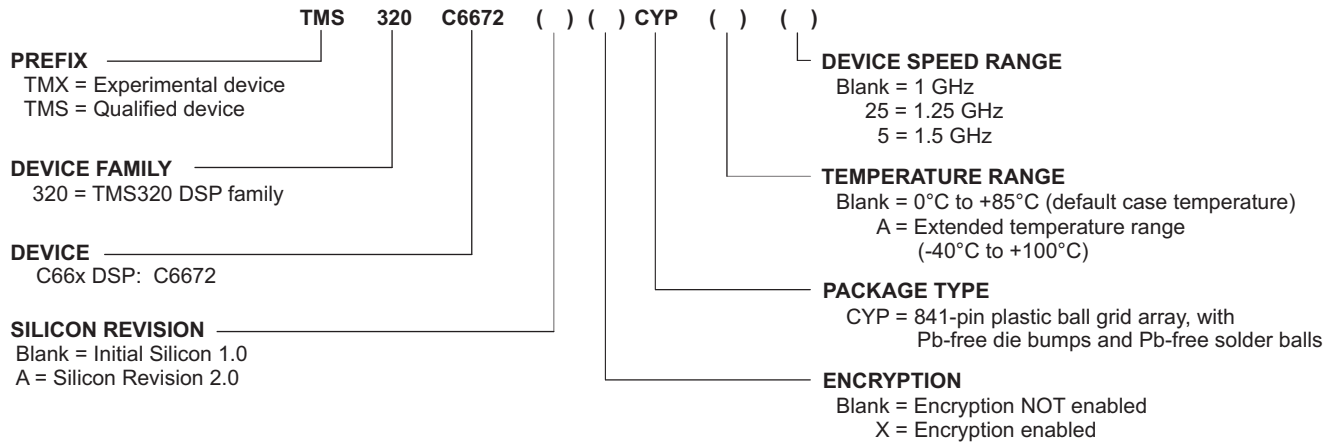 TMS 320 C6672 ( ) ( ) CYP ( ) ( )
PREFIX
TMX = Experimental device
TMS = Qualified device
DEVICE FAMILY
320 = TMS320 DSP family
DEVICE
C66x DSP: C6672
SILICON REVISION
Blank = Initial Silicon 1.0
A = Silicon Revision 2.0
DEVICE SPEED RANGE
Blank = 1 GHz
25 = 1.25 GHz
5 = 1.5 GHz
TEMPERATURE RANGE
Blank = 0°C to +85°C (default case temperature)
A = Extended temperature range
(-40°C to +100°C)
PACKAGE TYPE
CYP = 841-pin plastic ball grid array, with
Pb-free die bumps and Pb-free solder balls
ENCRYPTION
Blank = Encryption NOT enabled
X = Encryption enabled